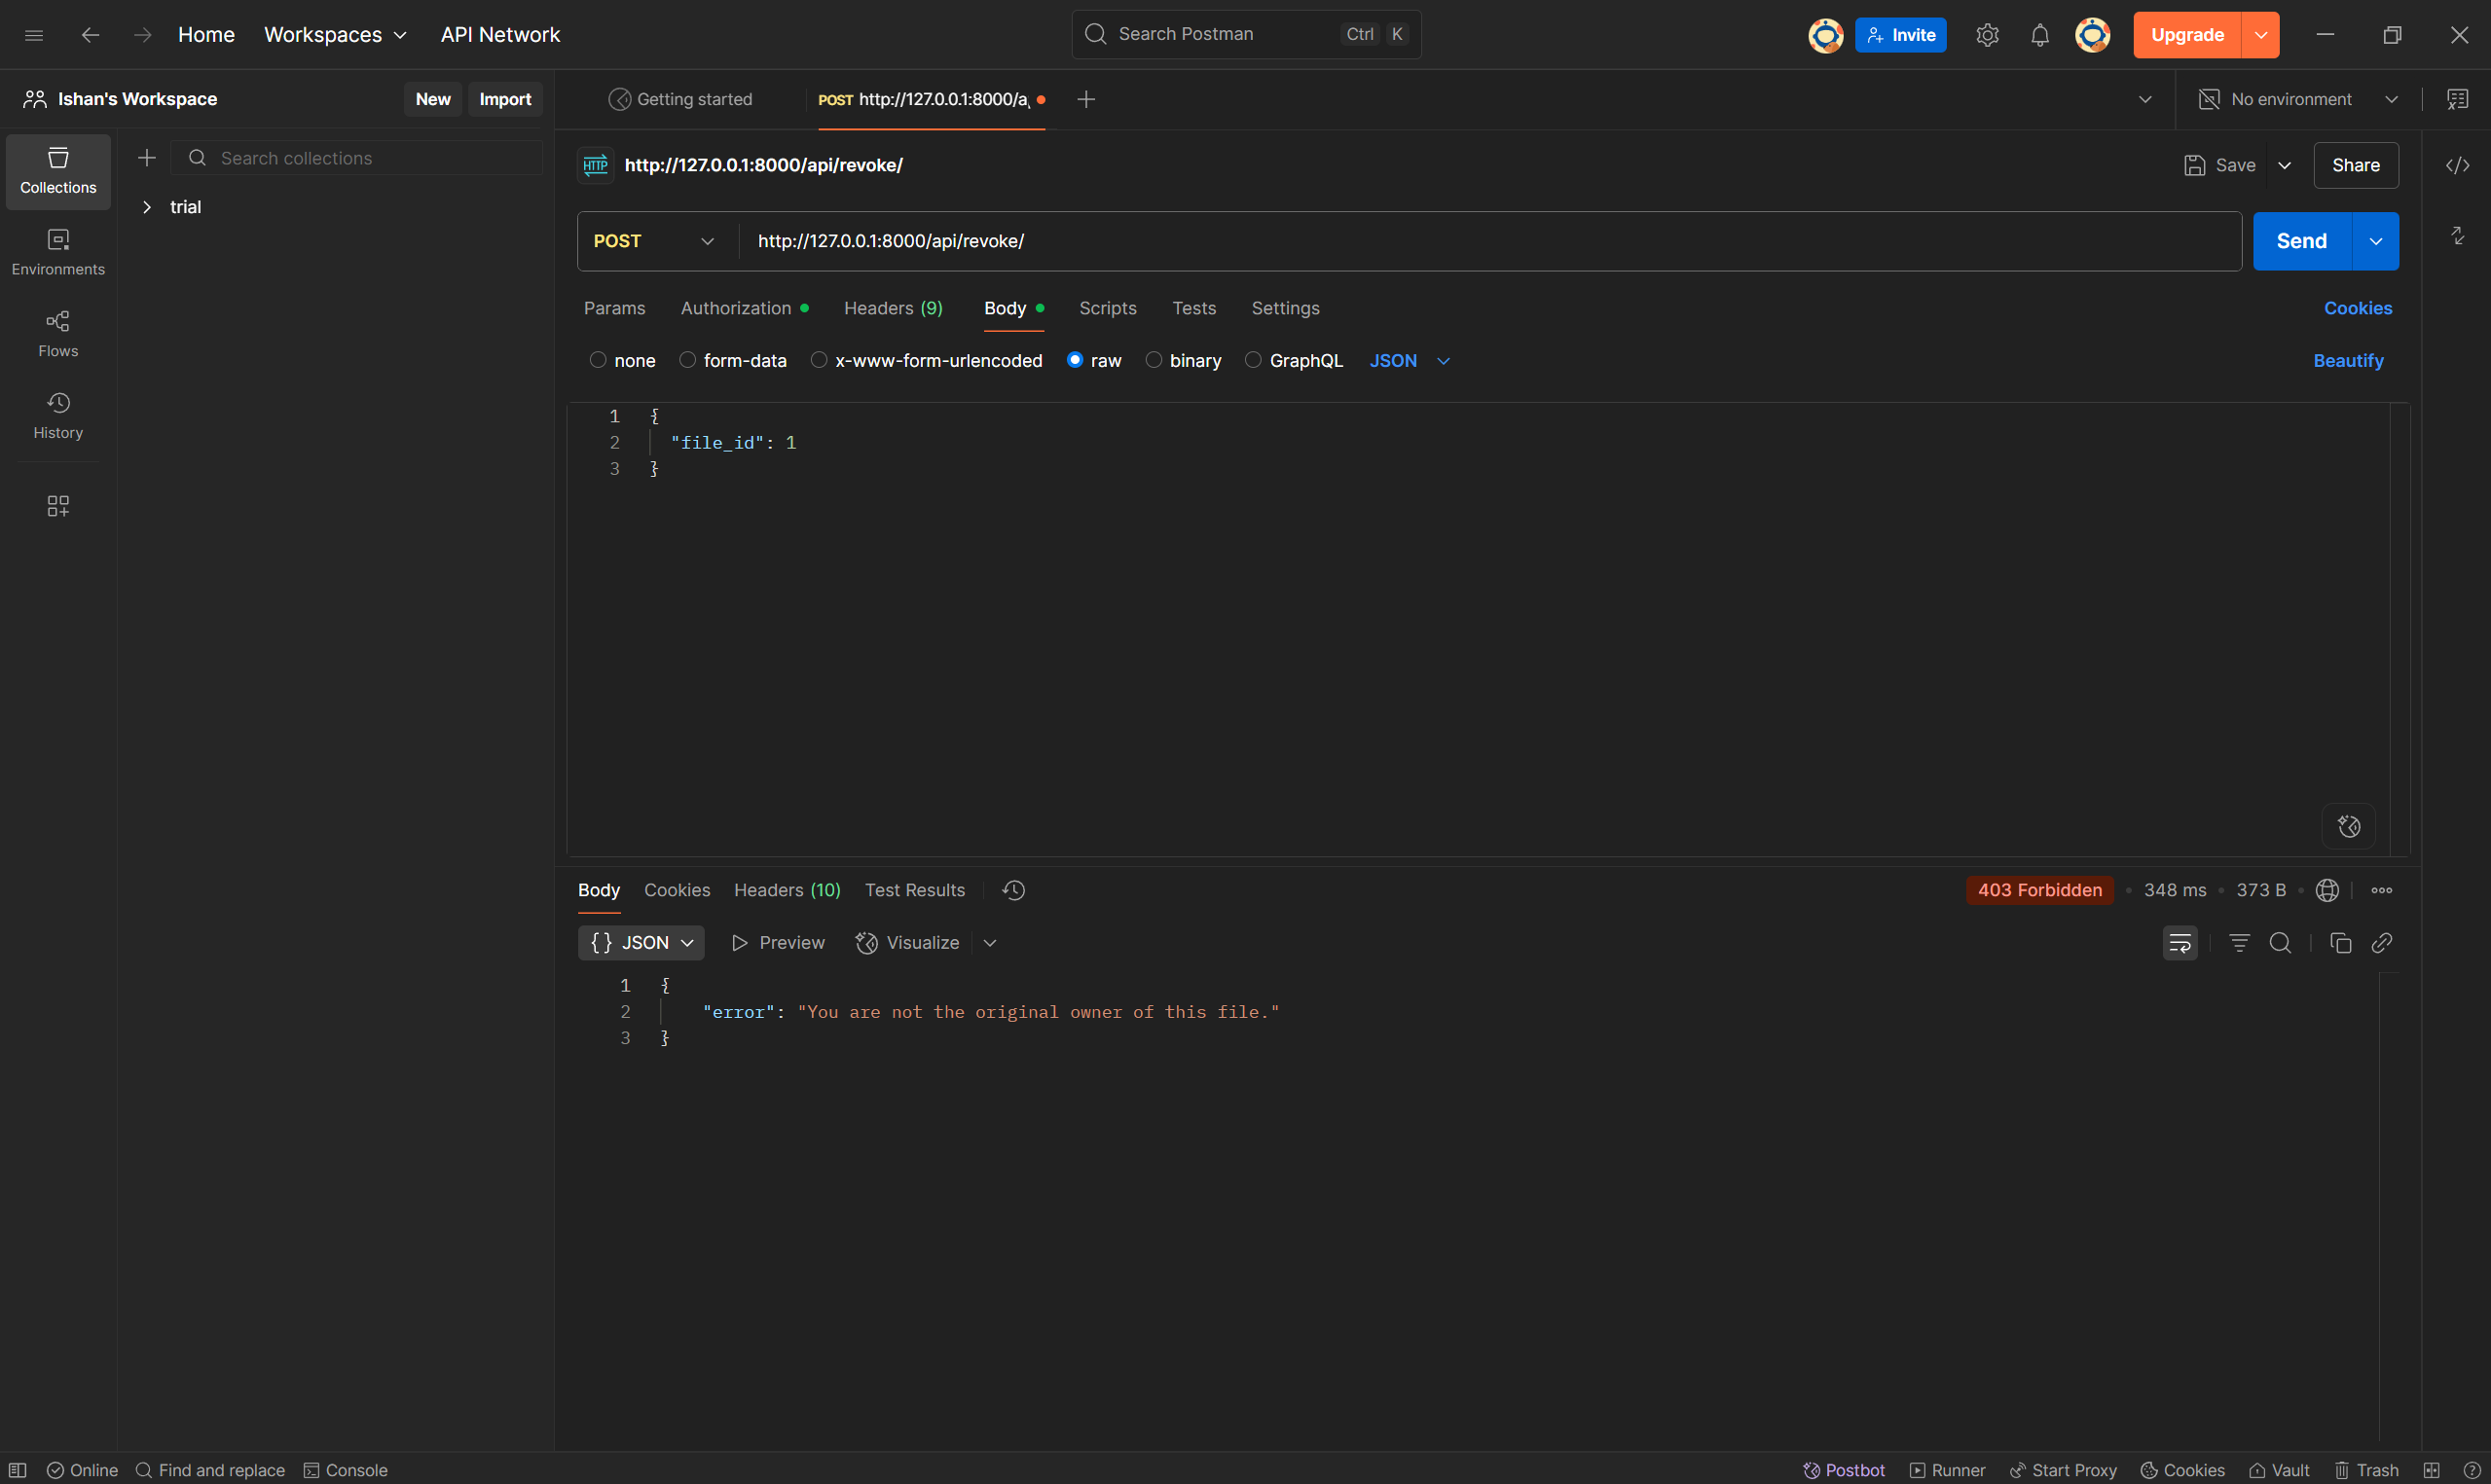 Home Workspaces API Network Search Postman Ctrl K Invite Upgrade
Ishan's Workspace New Import Getting started POST http://127.0.0.1:8000/a No environment
Collections Search collections http://127.0.0.1:8000/api/revoke/ Save Share
trial
Environments POST http://127.0.0.1:8000/api/revoke/ Send
Flows Params Authorization Headers (9) Body Scripts Tests Settings Cookies
none form-data x-www-form-urlencoded raw binary GraphQL JSON Beautify
History
1 {
2 "file_id": 1
3 }
Body Cookies Headers (10) Test Results 403 Forbidden 348 ms 373 B
{} JSON Preview Visualize
1 {
2 "error": "You are not the original owner of this file."
3 }
Online Find and replace Console Postbot Runner Start Proxy Cookies Vault Trash